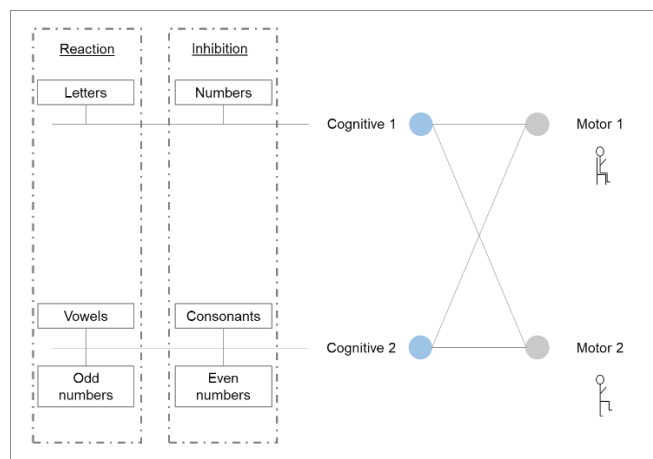 Reaction
Inhibition
Letters
Numbers
Cognitive 1
Motor 1
Vowels
Consonants
Cognitive 2
Motor 2
Odd
numbers
Even
numbers